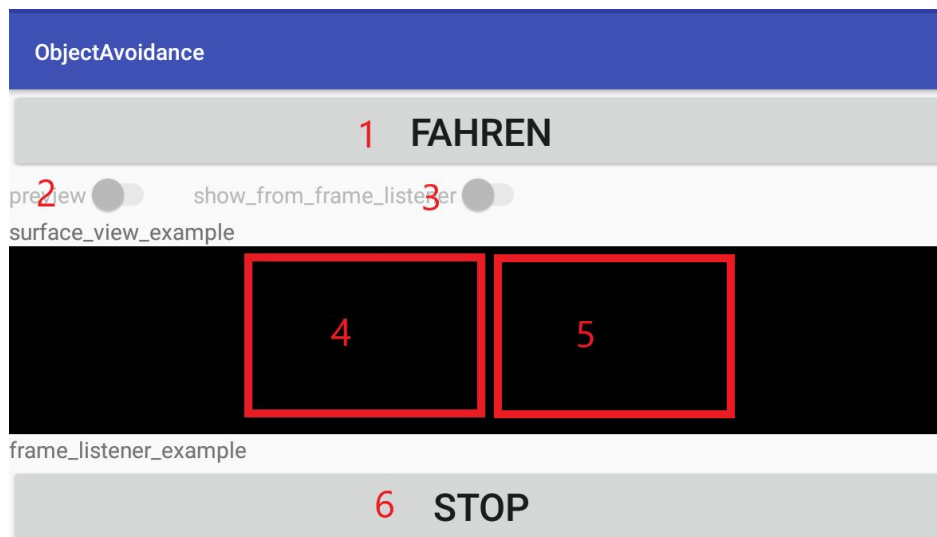 ObjectAvoidance
1 FAHREN
2 preview show_from_frame_listener 3
surface_view_example
4 5
frame_listener_example
6 STOP